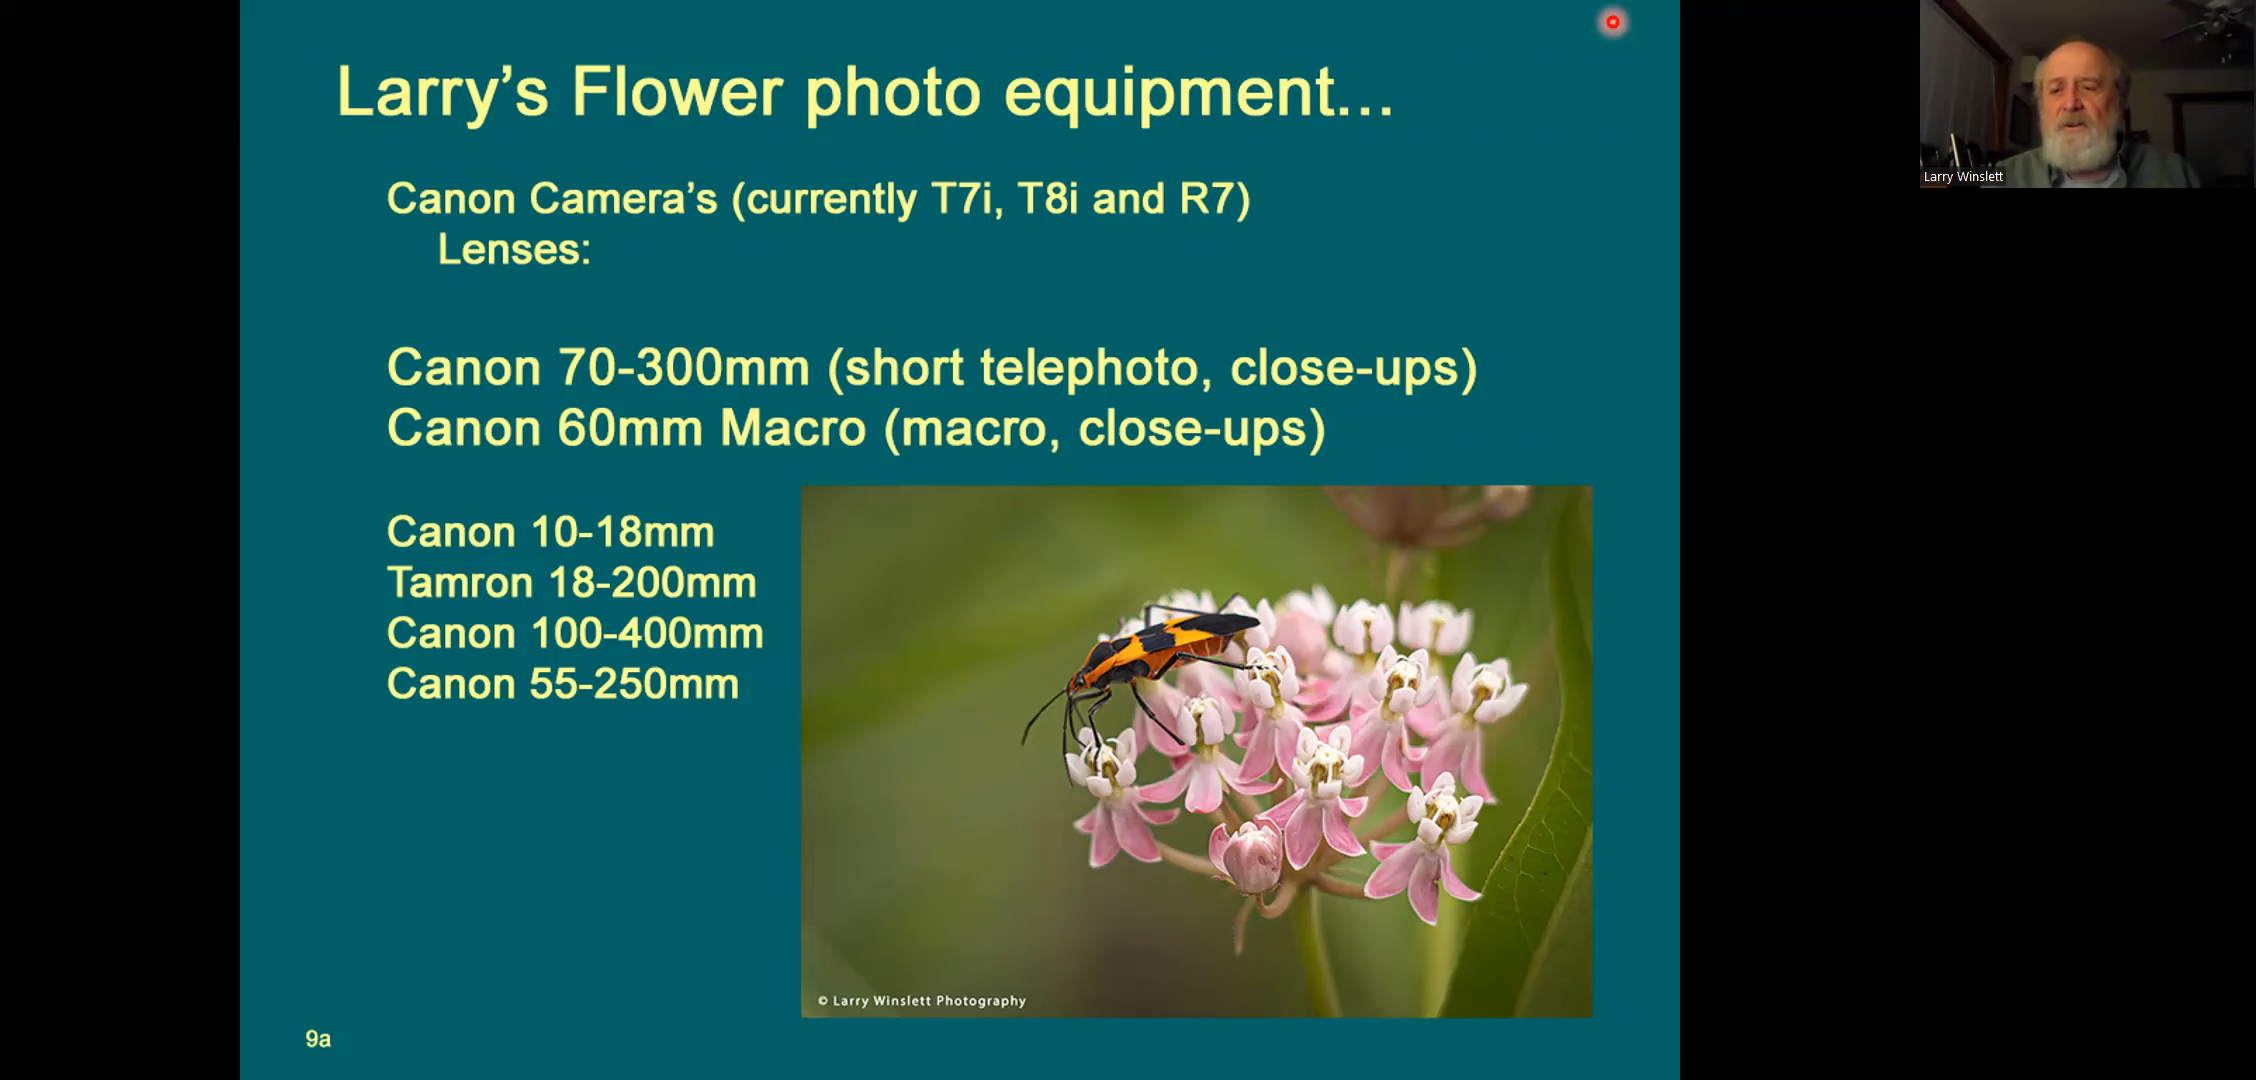 Larry’s Flower photo equipment...
Canon Camera’s (currently T7i, T8i and R7)
Lenses:
Canon 70-300mm (short telephoto, close-ups)
Canon 60mm Macro (macro, close-ups)
Canon 10-18mm
Tamron 18-200mm
Canon 100-400mm
Canon 55-250mm
© Larry Winslett Photography
9a
Larry Winslett